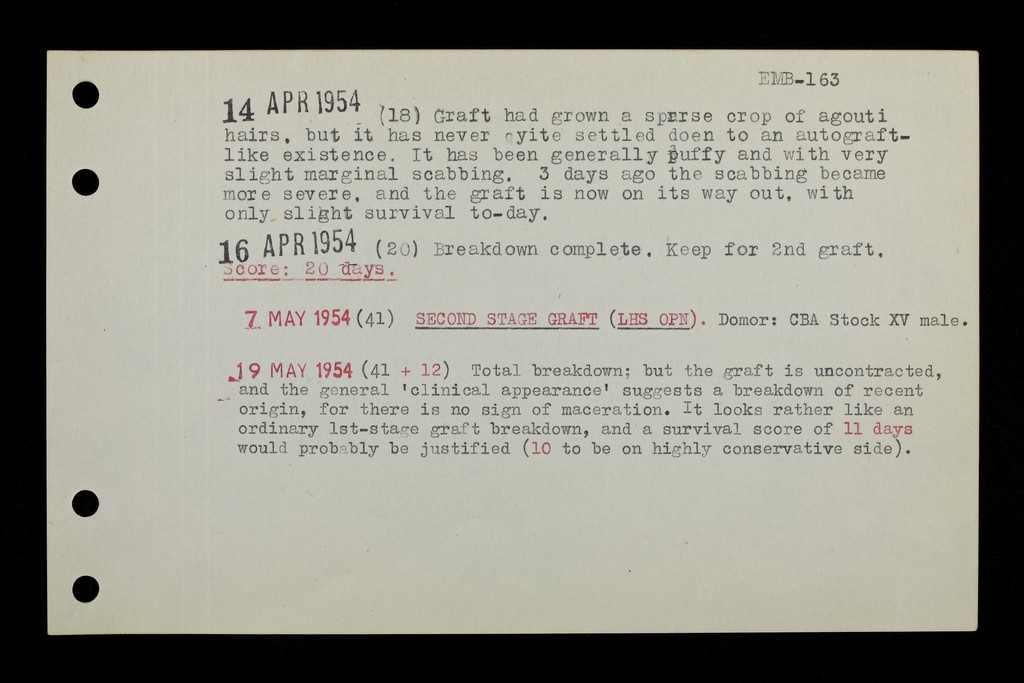 EMB-163
14 APR 1954 (18) Graft had grown a sprrse crop of agouti
hairs, but it has never qyite settled doen to an autograft-
like existence. It has been generally puffy and with very
slight marginal scabbing. 3 days ago the scabbing became
more severe, and the graft is now on its way out, with
only slight survival to-day.
16 APR 1954 (20) Breakdown complete. Keep for 2nd graft.
Score: 20 days.
7 MAY 1954 (41) SECOND STAGE GRAFT (LHS OPN). Domor: CBA Stock XV male.
19 MAY 1954 (41 + 12) Total breakdown; but the graft is uncontracted,
and the general 'clinical appearance' suggests a breakdown of recent
origin, for there is no sign of maceration. It looks rather like an
ordinary 1st-stage graft breakdown, and a survival score of 11 days
would probably be justified (10 to be on highly conservative side).